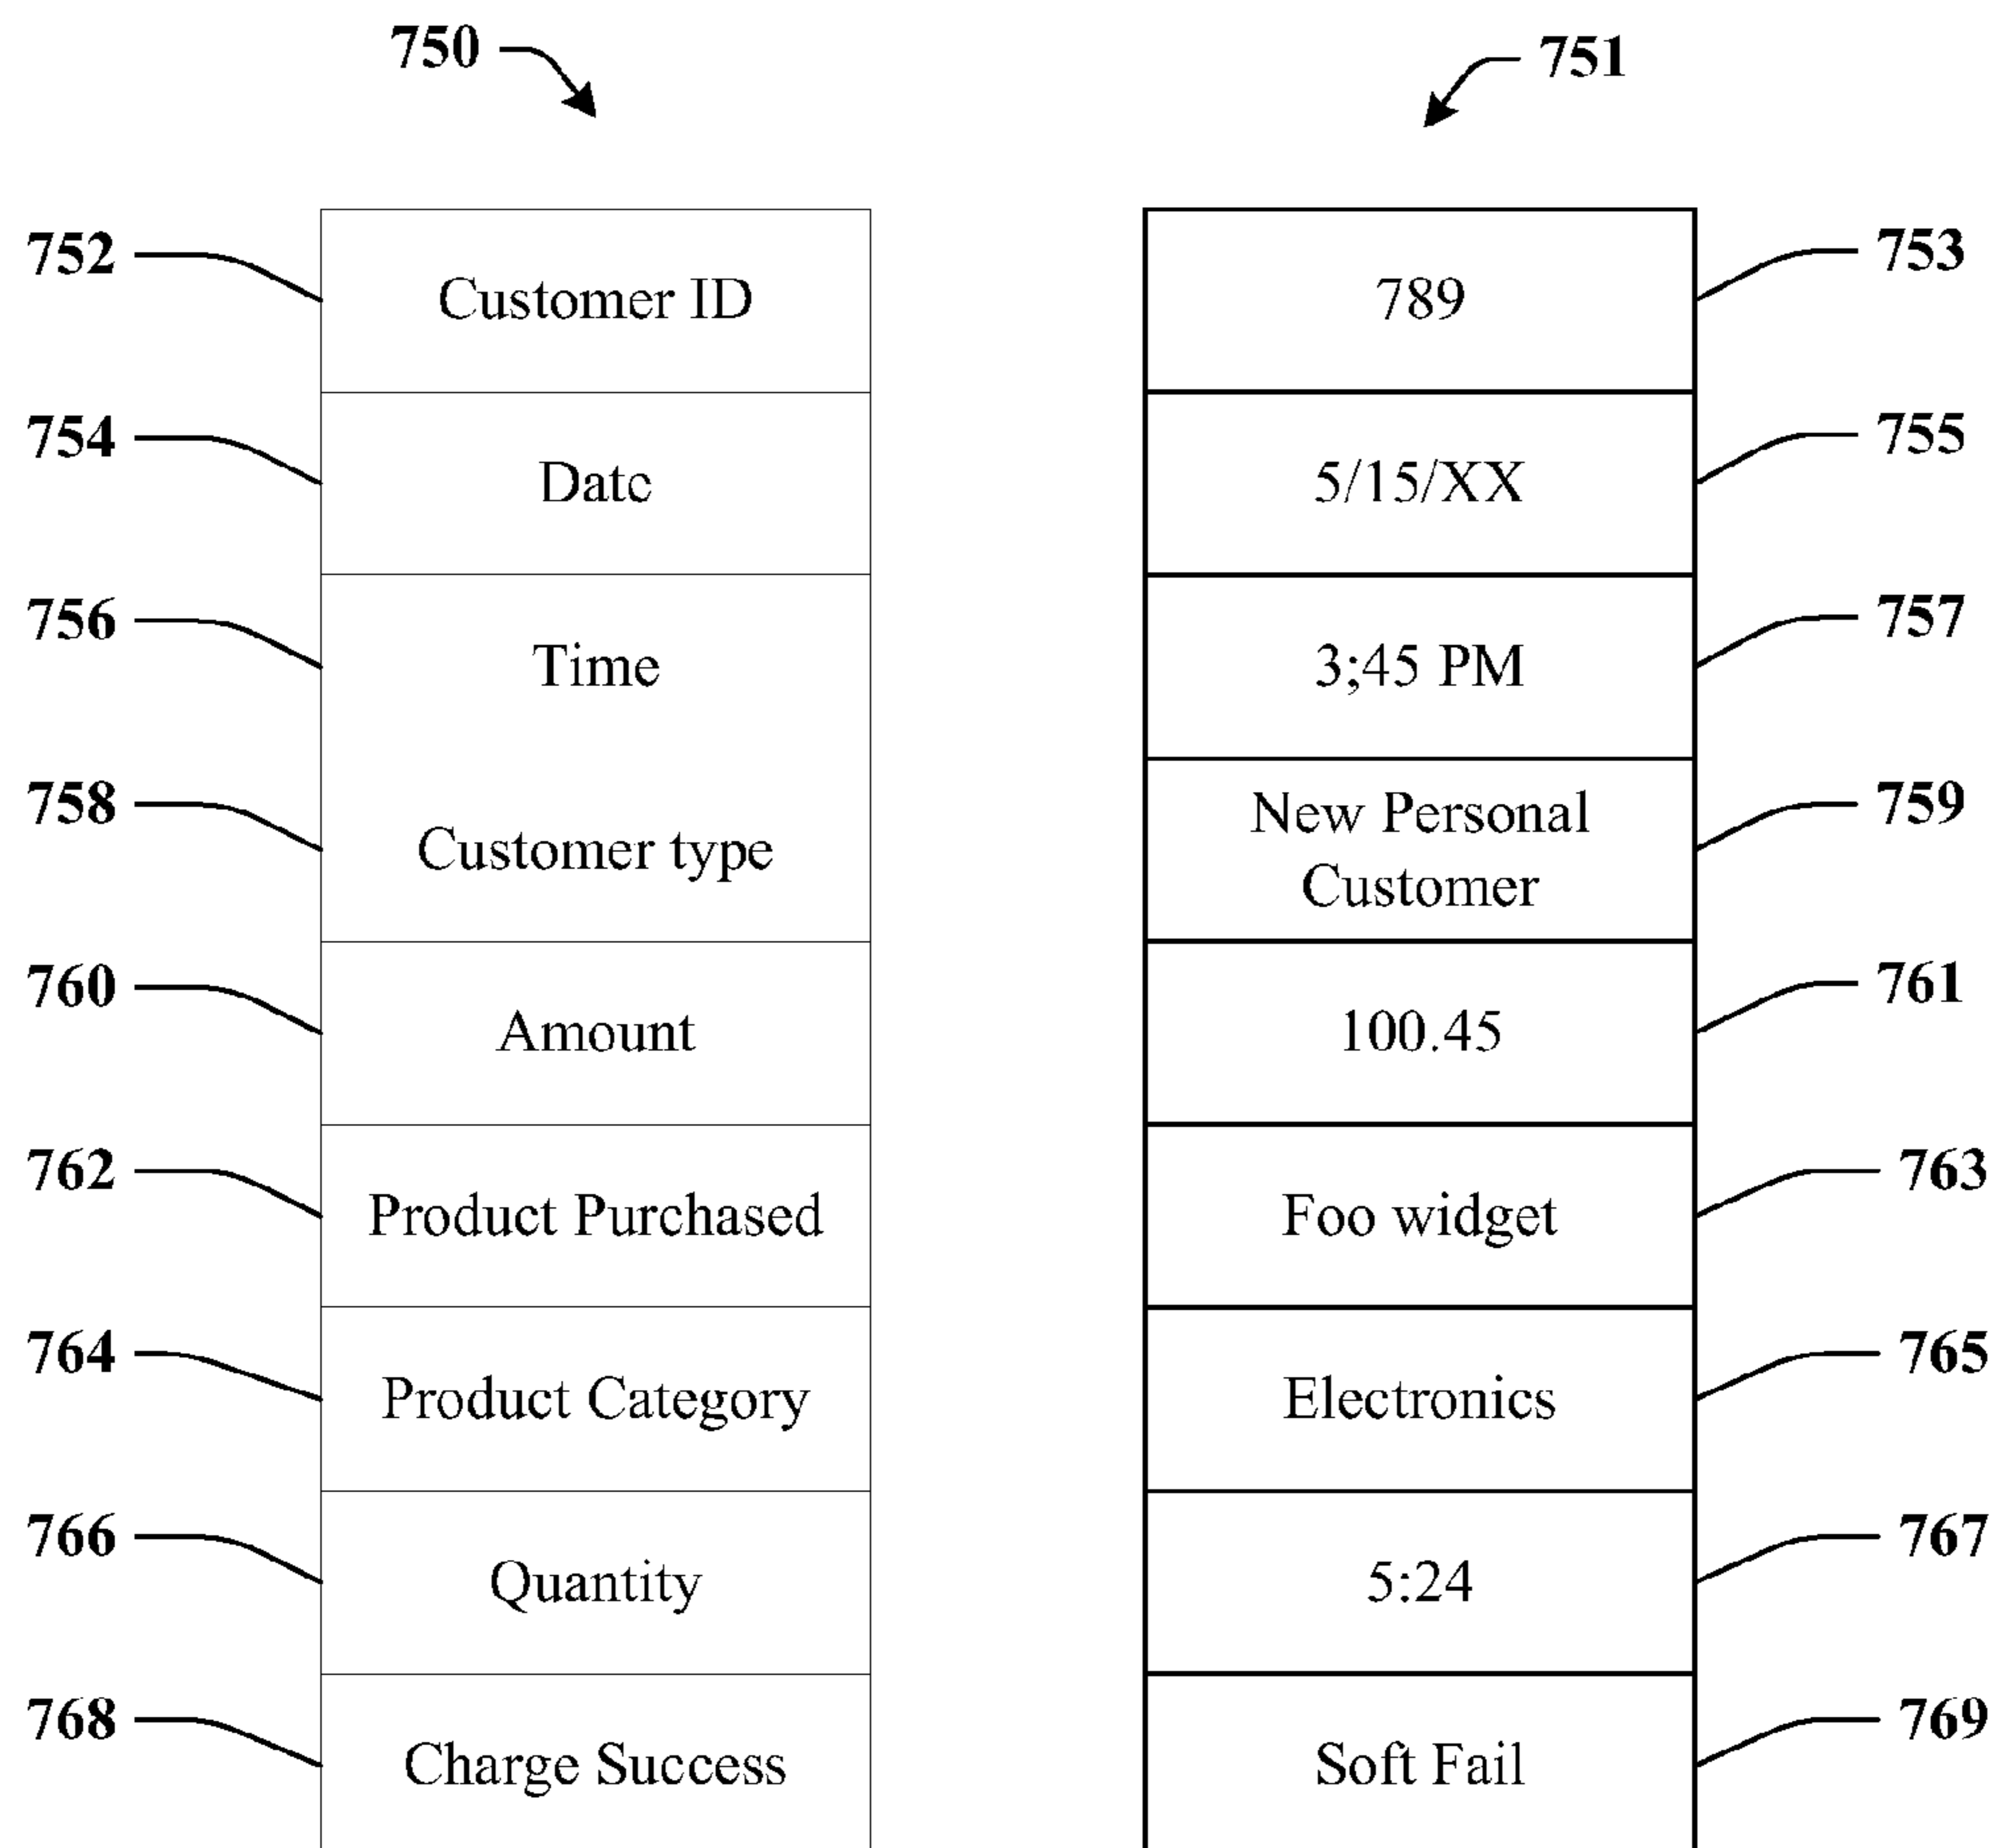 750 751
752 Customer ID 789 753
754 Date 5/15/XX 755
756 Time 3;45 PM 757
758 Customer type New Personal Customer 759
760 Amount 100.45 761
762 Product Purchased Foo widget 763
764 Product Category Electronics 765
766 Quantity 5:24 767
768 Charge Success Soft Fail 769